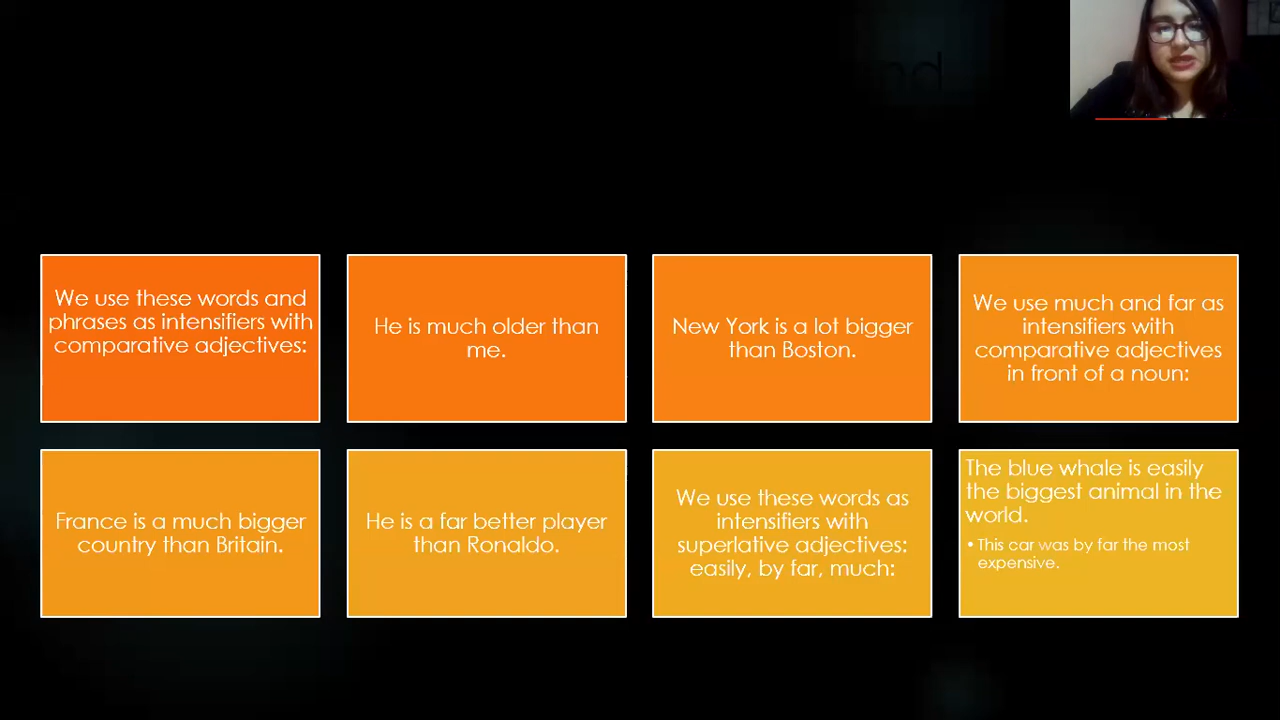 nd
We use these words and
phrases as intensifiers with
comparative adjectives:
He is much older than
me.
New York is a lot bigger
than Boston.
We use much and far as
intensifiers with
comparative adjectives
in front of a noun:
France is a much bigger
country than Britain.
He is a far better player
than Ronaldo.
We use these words as
intensifiers with
superlative adjectives:
easily, by far, much:
The blue whale is easily
the biggest animal in the
world.
• This car was by far the most
expensive.